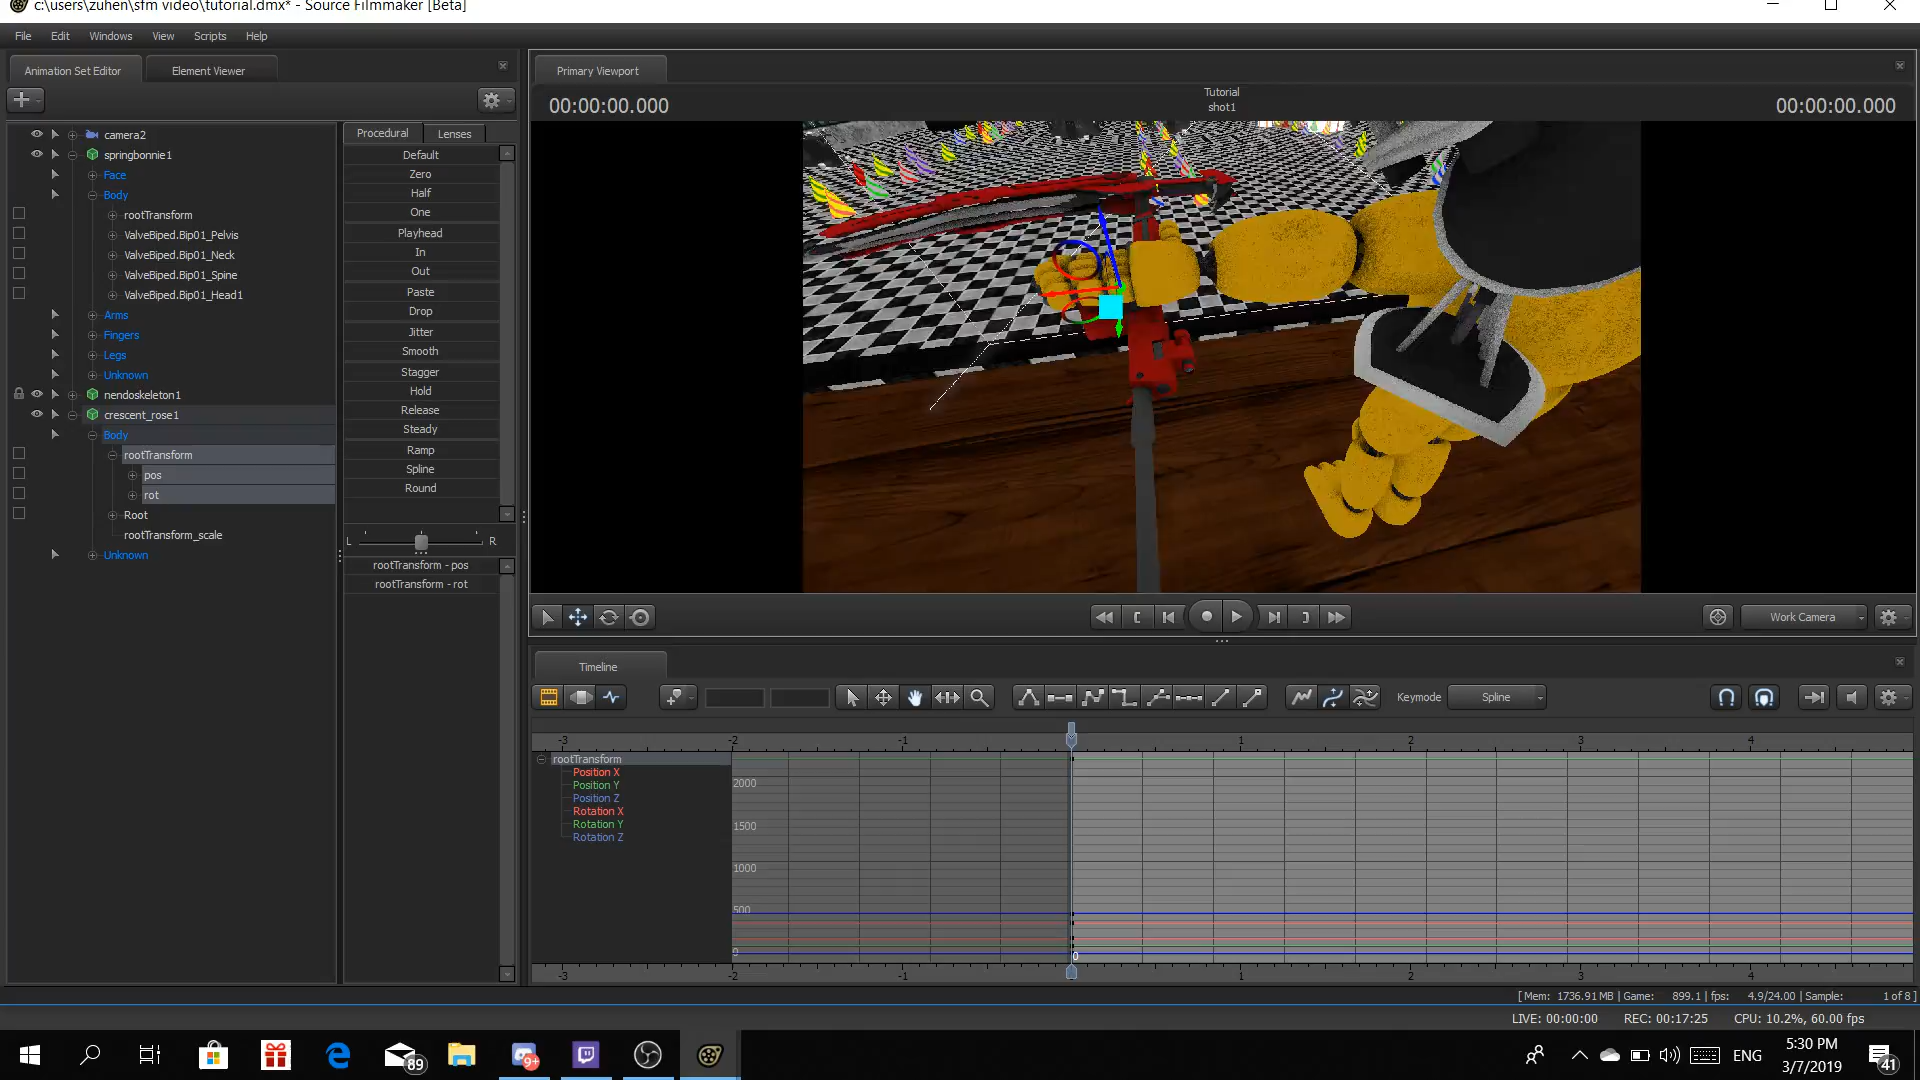 c:\users\zuhen\sfm video\tutorial.dmx* - Source Filmmaker [Beta]
File Edit Windows View Scripts Help
Animation Set Editor Element Viewer
Primary Viewport
00:00:00.000
Tutorial
shot1
00:00:00.000
camera2
springbonnie1
Face
Body
rootTransform
ValveBiped.Bip01_Pelvis
ValveBiped.Bip01_Neck
ValveBiped.Bip01_Spine
ValveBiped.Bip01_Head1
Arms
Fingers
Legs
Unknown
nendoskeleton1
crescent_rose1
Body
rootTransform
pos
rot
Root
rootTransform_scale
Unknown
Procedural Lenses
Default
Zero
Half
One
Playhead
In
Out
Paste
Drop
Jitter
Smooth
Stagger
Hold
Release
Steady
Ramp
Spline
Round
L R
rootTransform - pos
rootTransform - rot
Work Camera
Timeline
Keymode Spline
-3 -2 -1 1 2 3 4
rootTransform
Position X
Position Y
Position Z
Rotation X
Rotation Y
Rotation Z
2000
1500
1000
500
0
0
-3 -2 -1 1 2 3 4
[ Mem: 1736.91 MB | Game: 899.1 | fps: 4.9/24.00 | Sample: 1 of 8 ]
LIVE: 00:00:00 REC: 00:17:25 CPU: 10.2%, 60.00 fps
89
9+
ENG
5:30 PM
3/7/2019
41